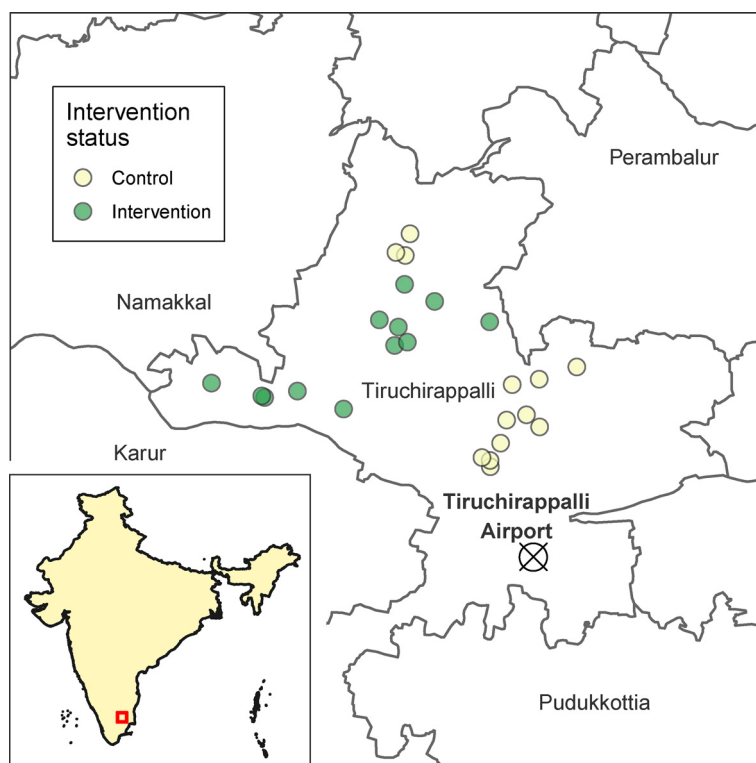 Intervention
status
Control
Intervention
Perambalur
Namakkal
Tiruchirappalli
Karur
Tiruchirappalli
Airport
Pudukkottia